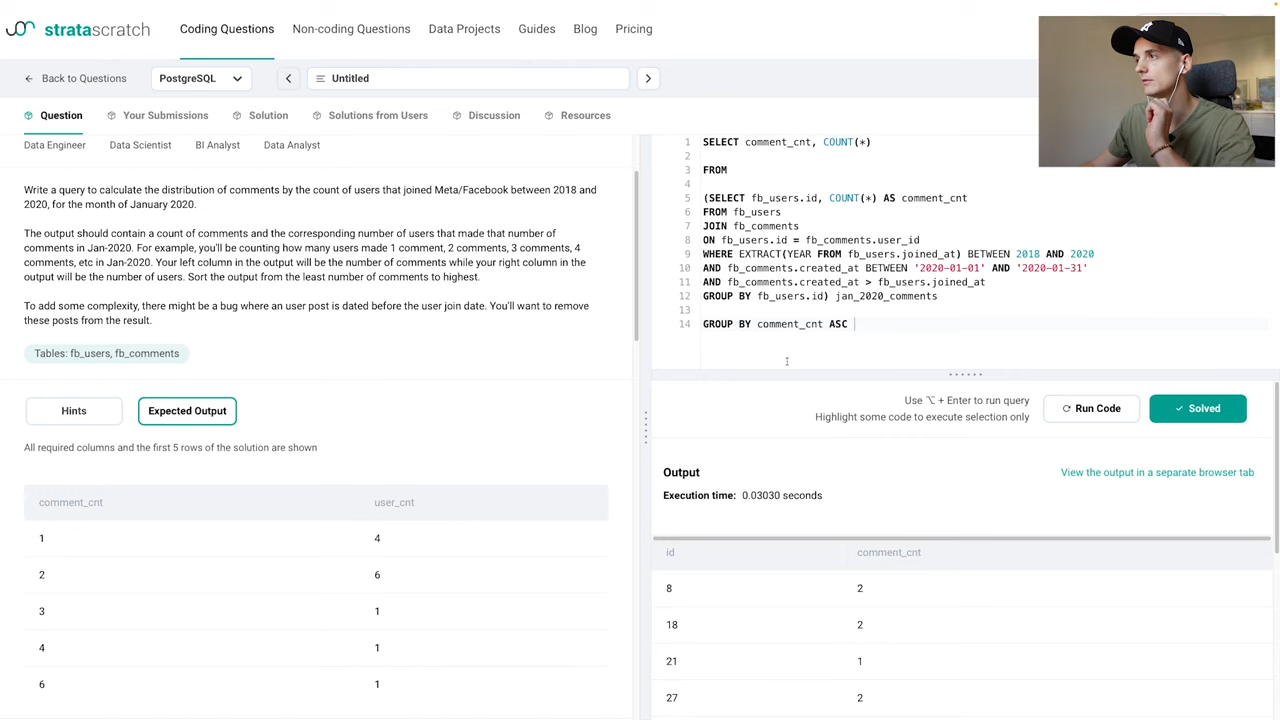 stratascratch
Coding Questions
Non-coding Questions
Data Projects
Guides
Blog
Pricing
Back to Questions
PostgreSQL
Untitled
Question
Your Submissions
Solution
Solutions from Users
Discussion
Resources
Data Engineer
Data Scientist
BI Analyst
Data Analyst
Write a query to calculate the distribution of comments by the count of users that joined Meta/Facebook between 2018 and
2020, for the month of January 2020.
The output should contain a count of comments and the corresponding number of users that made that number of
comments in Jan-2020. For example, you'll be counting how many users made 1 comment, 2 comments, 3 comments, 4
comments, etc in Jan-2020. Your left column in the output will be the number of comments while your right column in the
output will be the number of users. Sort the output from the least number of comments to highest.
To add some complexity, there might be a bug where an user post is dated before the user join date. You'll want to remove
these posts from the result.
Tables: fb_users, fb_comments
Hints
Expected Output
All required columns and the first 5 rows of the solution are shown
comment_cnt user_cnt
1 4
2 6
3 1
4 1
6 1
1 SELECT comment_cnt, COUNT(*)
2
3 FROM
4
5 (SELECT fb_users.id, COUNT(*) AS comment_cnt
6 FROM fb_users
7 JOIN fb_comments
8 ON fb_users.id = fb_comments.user_id
9 WHERE EXTRACT(YEAR FROM fb_users.joined_at) BETWEEN 2018 AND 2020
10 AND fb_comments.created_at BETWEEN '2020-01-01' AND '2020-01-31'
11 AND fb_comments.created_at > fb_users.joined_at
12 GROUP BY fb_users.id) jan_2020_comments
13
14 GROUP BY comment_cnt ASC
Use ⌥ + Enter to run query
Highlight some code to execute selection only
Run Code
Solved
Output
View the output in a separate browser tab
Execution time: 0.03030 seconds
id comment_cnt
8 2
18 2
21 1
27 2